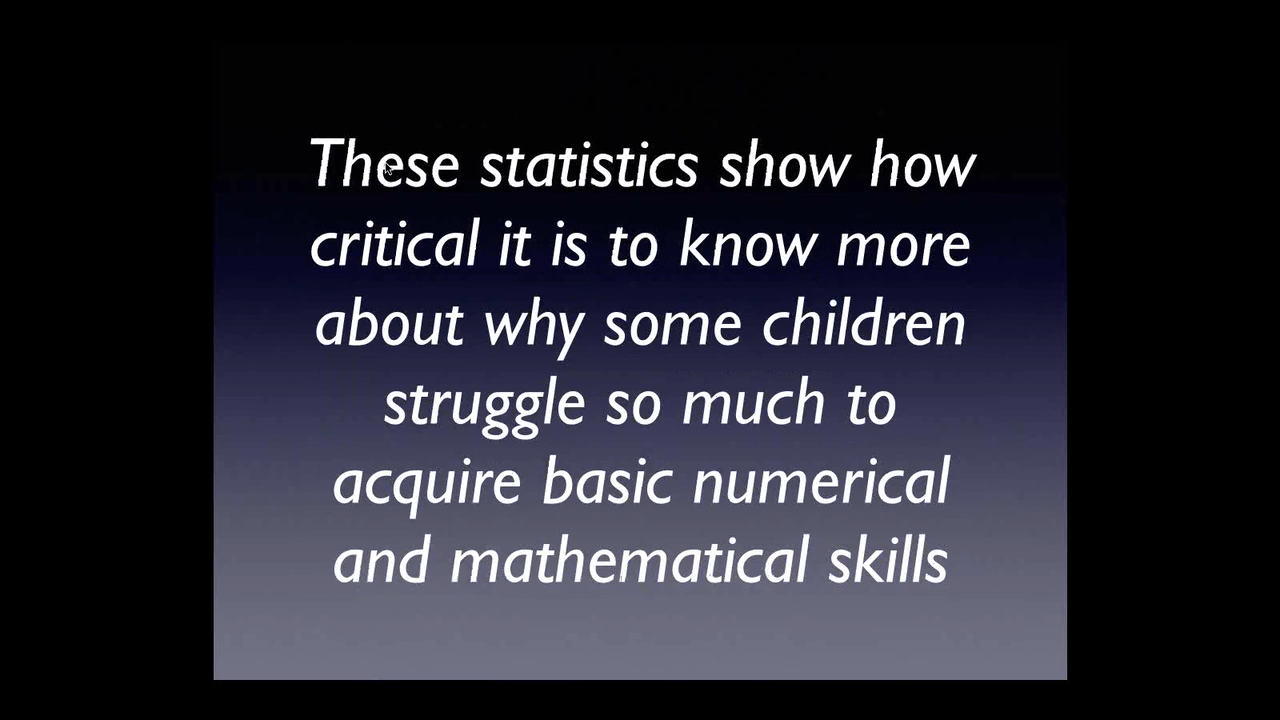 These statistics show how
critical it is to know more
about why some children
struggle so much to
acquire basic numerical
and mathematical skills